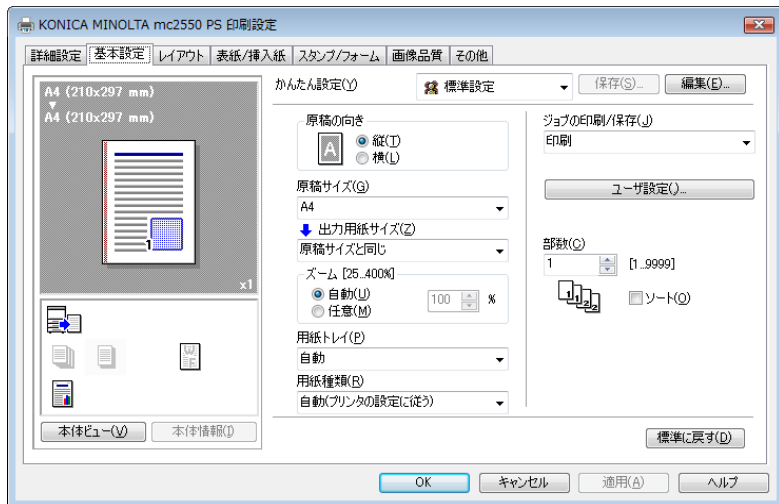 KONICA MINOLTA mc2550 PS 印刷設定
詳細設定 基本設定 レイアウト 表紙/挿入紙 スタンプ/フォーム 画像品質 その他
A4 (210x297 mm)
A4 (210x297 mm)
1
x1
本体ビュー(V) 本体情報(I)
かんたん設定(Y) 標準設定 保存(S)... 編集(E)...
原稿の向き
A
縦(T)
横(L)
原稿サイズ(G)
A4
出力用紙サイズ(Z)
原稿サイズと同じ
ズーム [25..400%]
自動(U)
任意(M)
100 %
用紙トレイ(P)
自動
用紙種類(R)
自動(プリンタの設定に従う)
ジョブの印刷/保存(J)
印刷
ユーザ設定()...
部数(C)
1 [1..9999]
1 1 2 2
ソート(O)
W
F
標準に戻す(D)
OK キャンセル 適用(A) ヘルプ